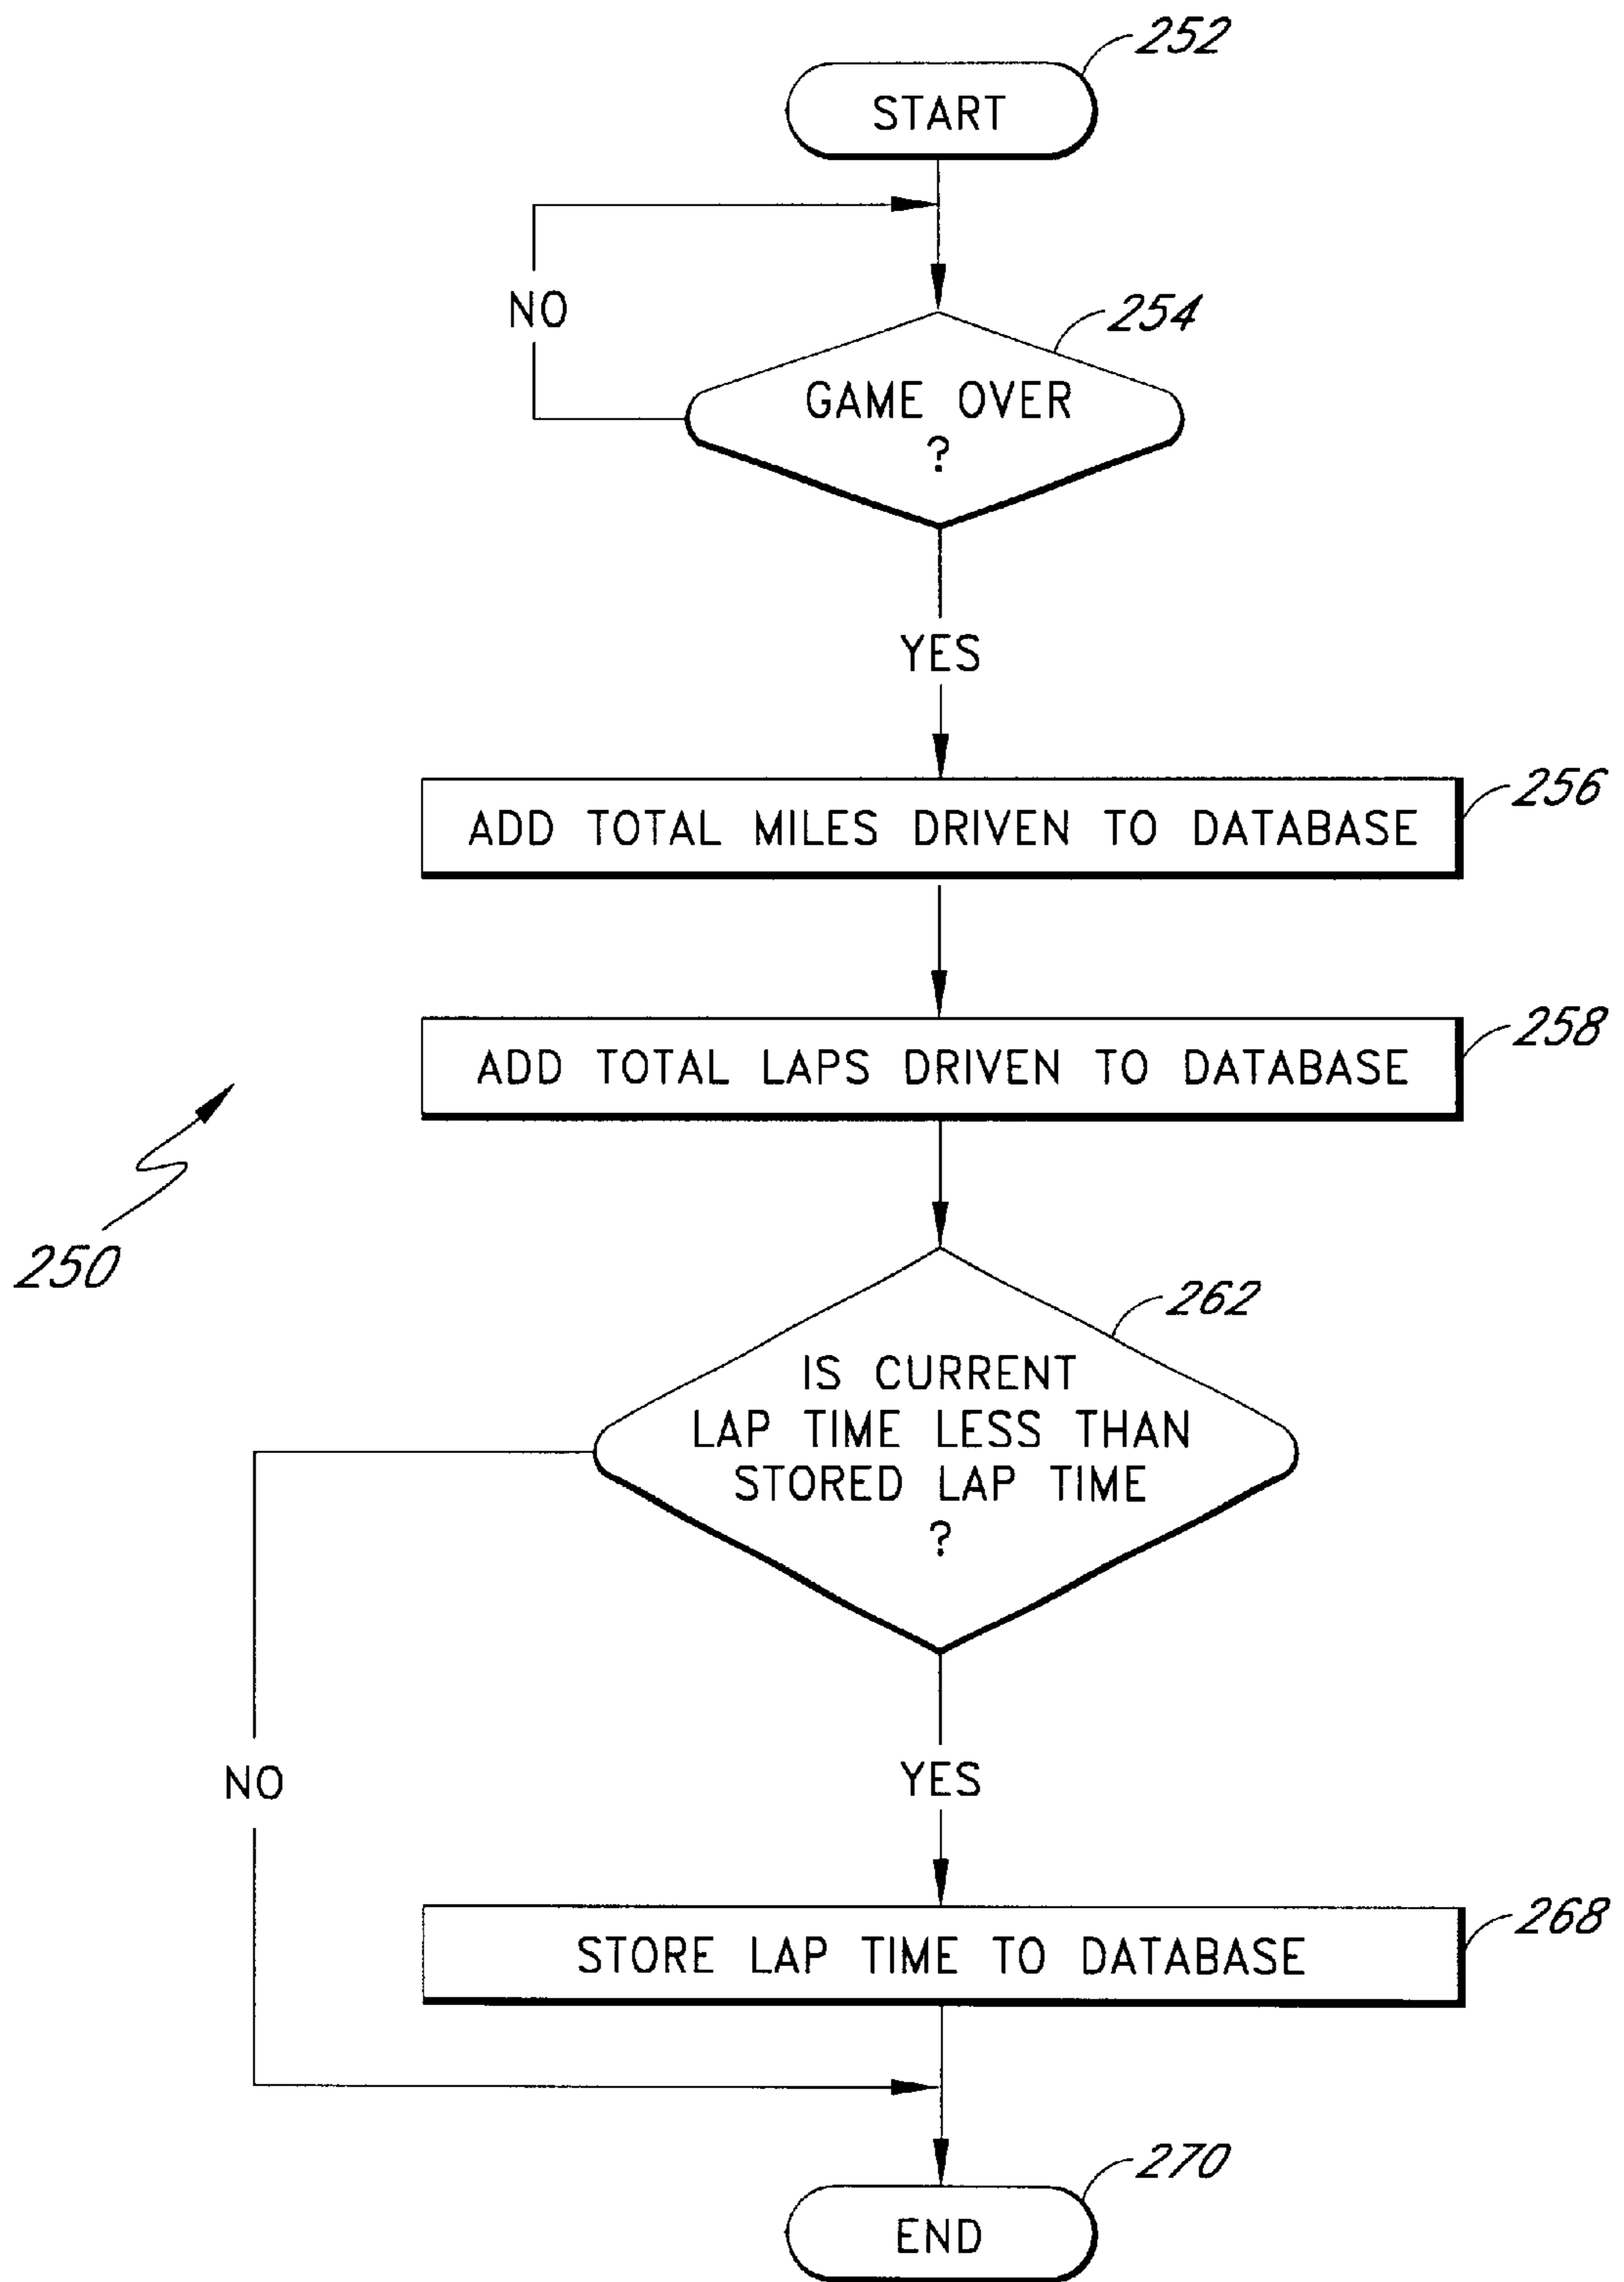 252
START
NO
254
GAME OVER
?
YES
256
ADD TOTAL MILES DRIVEN TO DATABASE
258
ADD TOTAL LAPS DRIVEN TO DATABASE
250
262
IS CURRENT
LAP TIME LESS THAN
STORED LAP TIME
?
NO
YES
268
STORE LAP TIME TO DATABASE
270
END